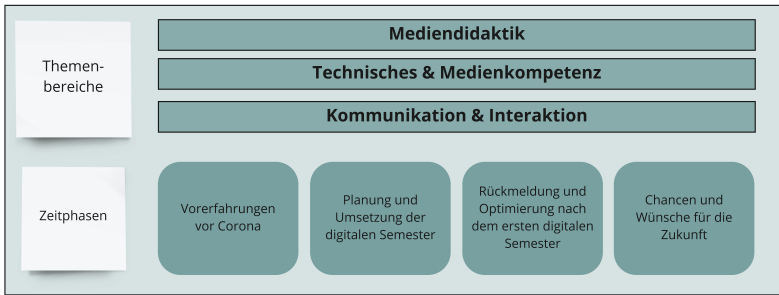 Themen-
bereiche
Mediendidaktik
Technisches & Medienkompetenz
Kommunikation & Interaktion
Zeitphasen
Vorerfahrungen
vor Corona
Planung und
Umsetzung der
digitalen Semester
Rückmeldung und
Optimierung nach
dem ersten digitalen
Semester
Chancen und
Wünsche für die
Zukunft